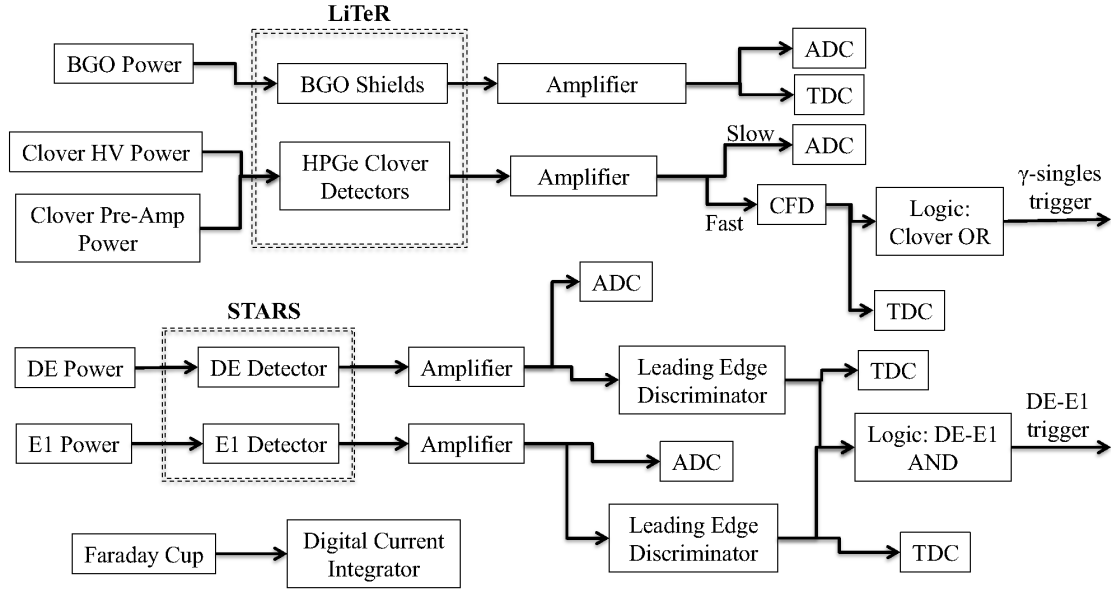 LiTeR
BGO Power
BGO Shields
Amplifier
ADC
TDC
Clover HV Power
Clover Pre-Amp
Power
HPGe Clover
Detectors
Amplifier
Slow
ADC
Fast
CFD
Logic:
Clover OR
γ-singles
trigger
TDC
STARS
DE Power
DE Detector
Amplifier
ADC
Leading Edge
Discriminator
TDC
E1 Power
E1 Detector
Amplifier
ADC
Leading Edge
Discriminator
Logic: DE-E1
AND
DE-E1
trigger
TDC
Faraday Cup
Digital Current
Integrator